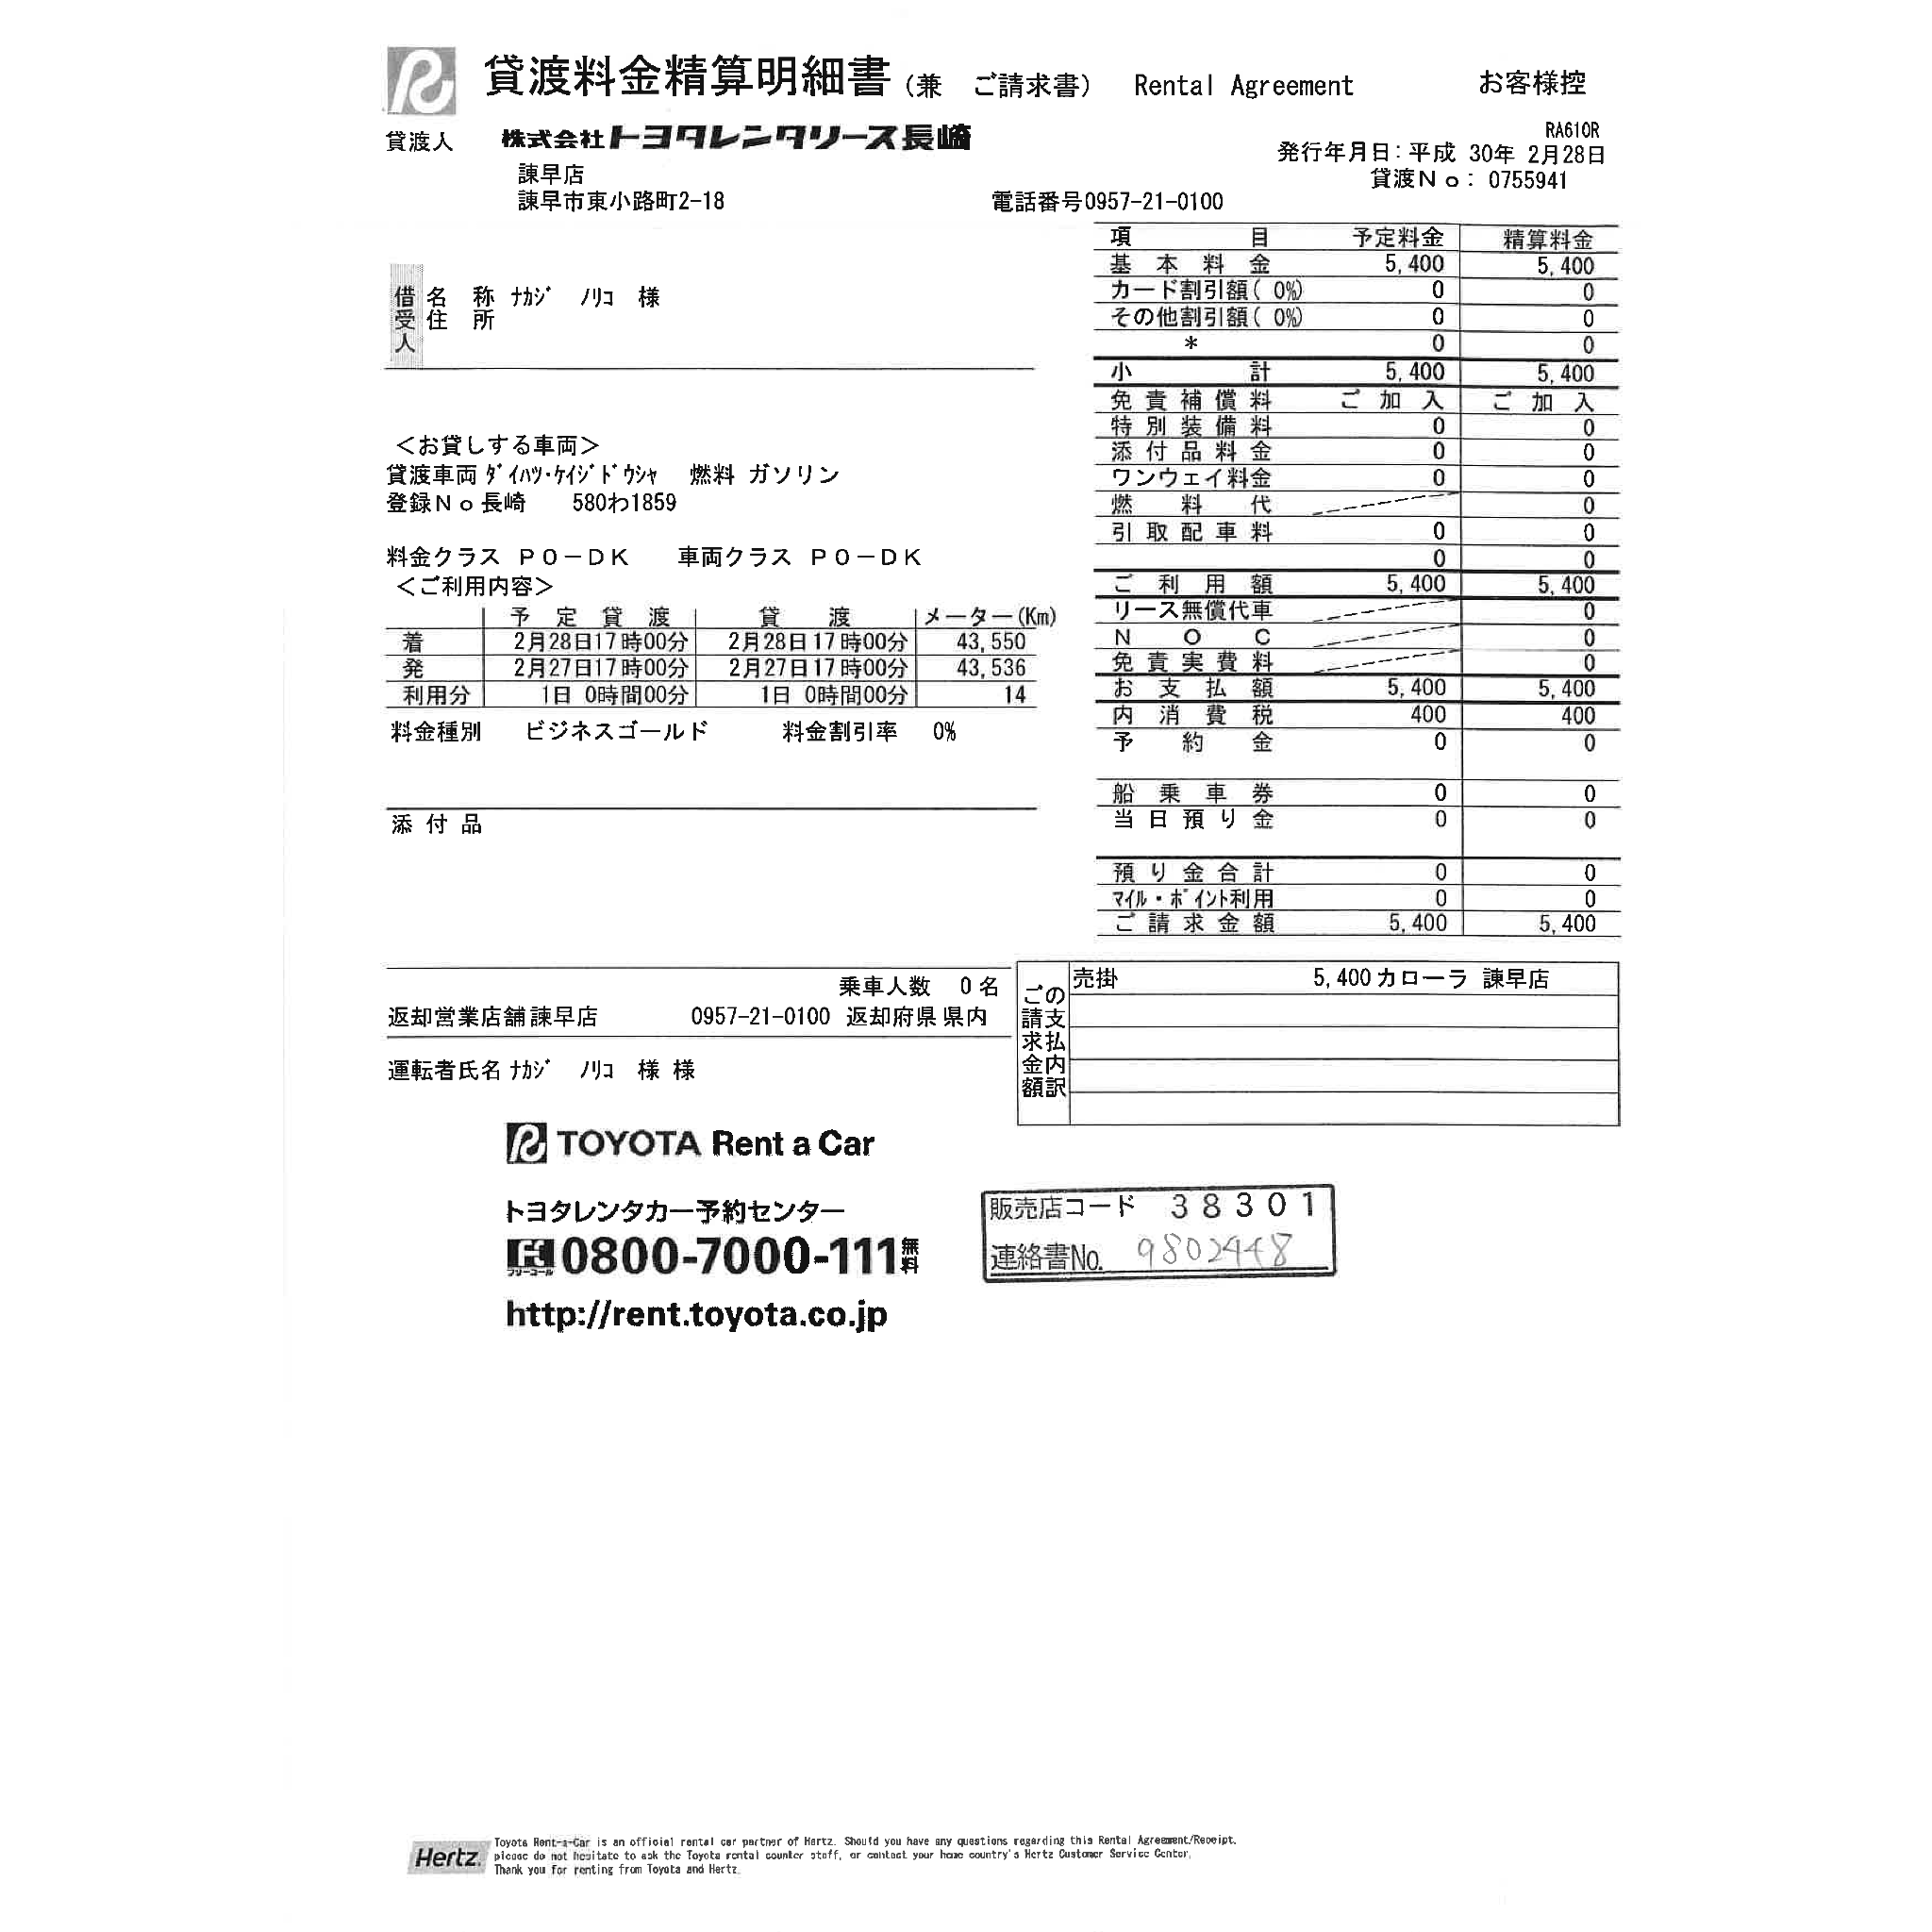 貸渡料金精算明細書(兼 ご請求書) Rental Agreement お客様控
RA610R
貸渡人 株式会社トヨタレンタリース長崎
発行年月日:平成 30年 2月28日
諫早店
貸渡No: 0755941
諫早市東小路町2-18 電話番号0957-21-0100
借受人
名 称 ﾅｶｼﾞ ﾉﾘｺ 様
住 所
<お貸しする車両>
貸渡車両 ﾀﾞｲﾊﾂ･ｹｲｼﾞﾄﾞｳｼｬ 燃料 ガソリン
登録No 長崎 580わ1859
料金クラス P0-DK 車両クラス P0-DK
<ご利用内容>
予 定 貸 渡 貸 渡 メーター(Km)
着 2月28日17時00分 2月28日17時00分 43,550
発 2月27日17時00分 2月27日17時00分 43,536
利用分 1日 0時間00分 1日 0時間00分 14
料金種別 ビジネスゴールド 料金割引率 0%
添 付 品
項 目 予定料金 精算料金
基 本 料 金 5,400 5,400
カード割引額( 0%) 0 0
その他割引額( 0%) 0 0
* 0 0
小 計 5,400 5,400
免 責 補 償 料 ご 加 入 ご 加 入
特 別 装 備 料 0 0
添 付 品 料 金 0 0
ワンウェイ料金 0 0
燃 料 代 0
引 取 配 車 料 0 0
0 0
ご 利 用 額 5,400 5,400
リース無償代車 0
N O C 0
免 責 実 費 料 0
お 支 払 額 5,400 5,400
内 消 費 税 400 400
予 約 金 0 0
船 乗 車 券 0 0
当 日 預 り 金 0 0
預 り 金 合 計 0 0
ﾏｲﾙ・ﾎﾟｲﾝﾄ利用 0 0
ご 請 求 金 額 5,400 5,400
乗車人数 0 名
返却営業店舗 諫早店 0957-21-0100 返却府県 県内
運転者氏名 ﾅｶｼﾞ ﾉﾘｺ 様 様
ご請求金額
の支払内訳
売掛 5,400 カローラ 諫早店
TOYOTA Rent a Car
トヨタレンタカー予約センター
フリーコール 0800-7000-111 無料
http://rent.toyota.co.jp
販売店コード 38301
連絡書No. 9802448
Hertz
Toyota Rent-a-Car is an official rental car partner of Hertz. Should you have any questions regarding this Rental Agreement/Receipt,
please do not hesitate to ask the Toyota rental counter staff, or contact your home country's Hertz Customer Service Center.
Thank you for renting from Toyota and Hertz.